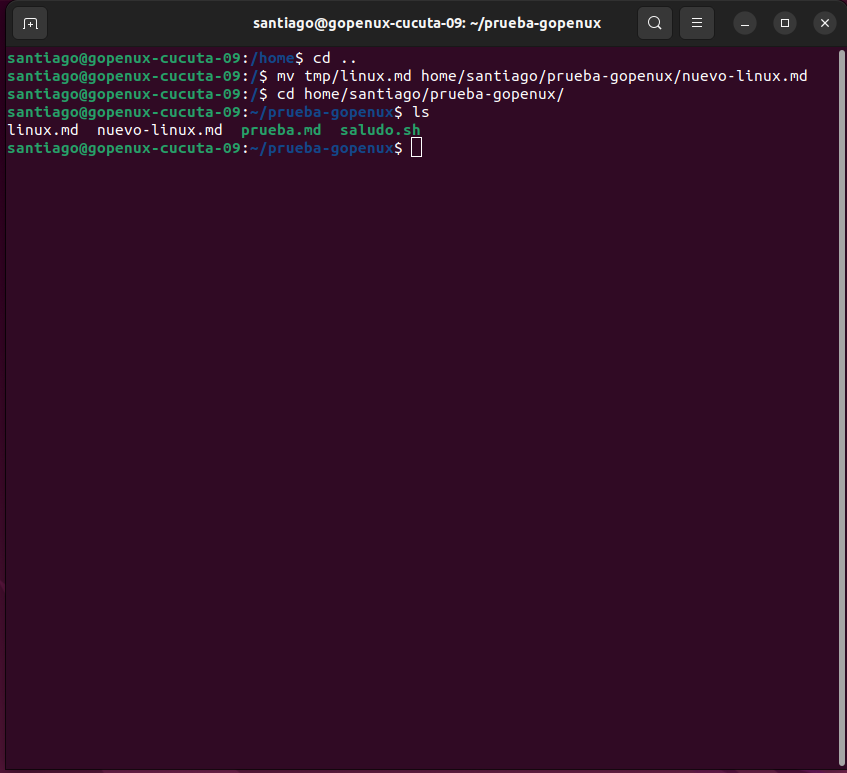 santiago@gopenux-cucuta-09: ~/prueba-gopenux
santiago@gopenux-cucuta-09:/home$ cd ..
santiago@gopenux-cucuta-09:/$ mv tmp/linux.md home/santiago/prueba-gopenux/nuevo-linux.md
santiago@gopenux-cucuta-09:/$ cd home/santiago/prueba-gopenux/
santiago@gopenux-cucuta-09:~/prueba-gopenux$ ls
linux.md  nuevo-linux.md  prueba.md  saludo.sh
santiago@gopenux-cucuta-09:~/prueba-gopenux$